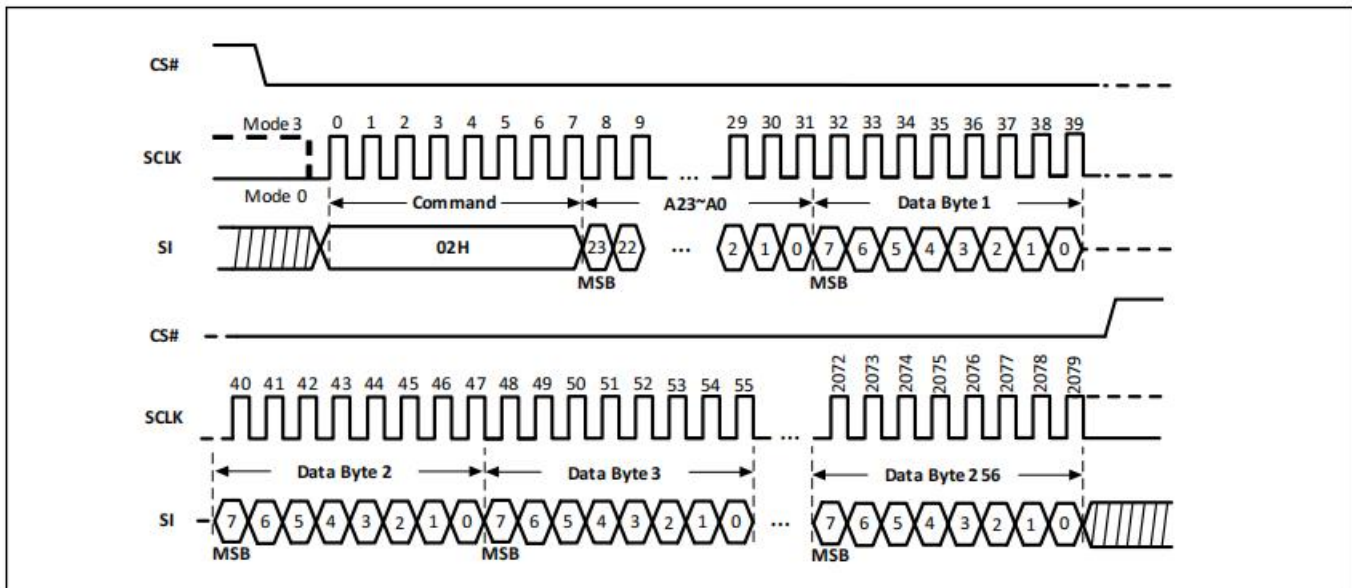 CS#
Mode 3 0 1 2 3 4 5 6 7 8 9 29 30 31 32 33 34 35 36 37 38 39
SCLK ...
Mode 0 Command A23~A0 Data Byte 1
SI 02H 23 22 ... 2 1 0 7 6 5 4 3 2 1 0
MSB MSB
CS#
40 41 42 43 44 45 46 47 48 49 50 51 52 53 54 55 2072 2073 2074 2075 2076 2077 2078 2079
SCLK ...
Data Byte 2 Data Byte 3 Data Byte 256
SI 7 6 5 4 3 2 1 0 7 6 5 4 3 2 1 0 ... 7 6 5 4 3 2 1 0
MSB MSB MSB